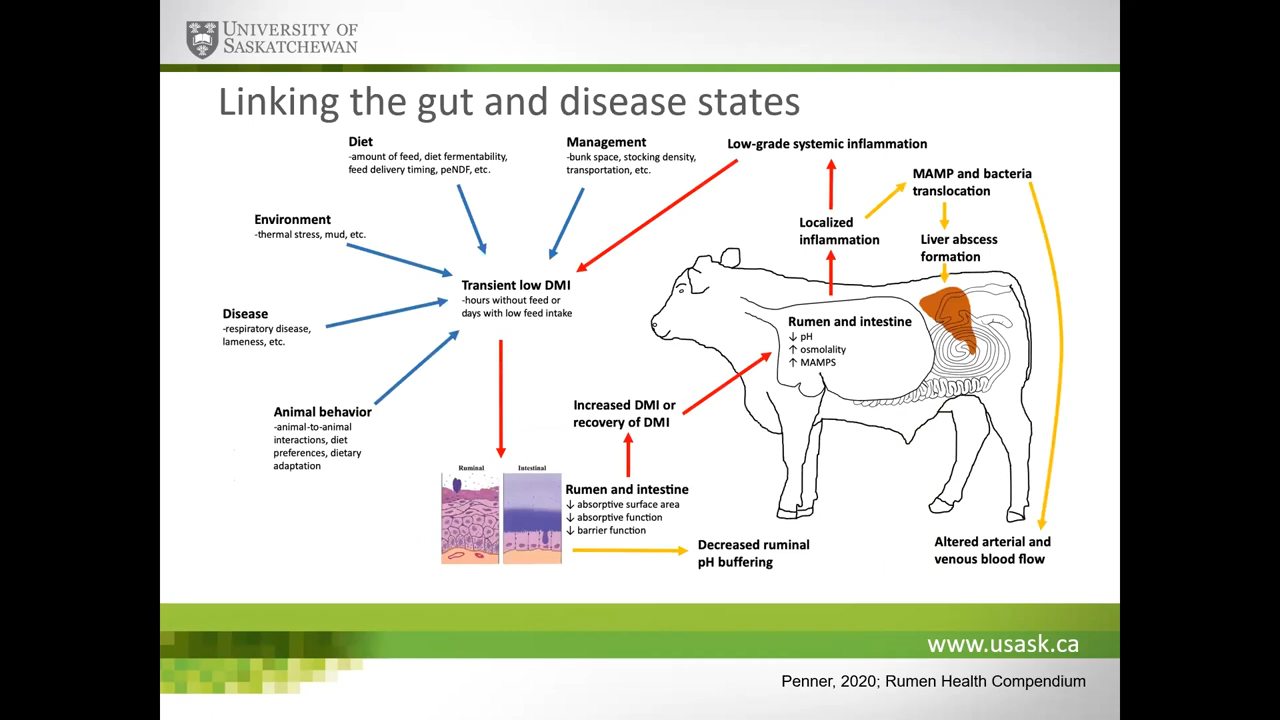 UNIVERSITY OF
SASKATCHEWAN
Linking the gut and disease states
Diet
-amount of feed, diet fermentability,
feed delivery timing, peNDF, etc.
Management
-bunk space, stocking density,
transportation, etc.
Low-grade systemic inflammation
MAMP and bacteria
translocation
Environment
-thermal stress, mud, etc.
Localized
inflammation
Liver abscess
formation
Transient low DMI
-hours without feed or
days with low feed intake
Disease
-respiratory disease,
lameness, etc.
Rumen and intestine
↓ pH
↑ osmolality
↑ MAMPS
Animal behavior
-animal-to-animal
interactions, diet
preferences, dietary
adaptation
Increased DMI or
recovery of DMI
Ruminal
Intestinal
Rumen and intestine
↓ absorptive surface area
↓ absorptive function
↓ barrier function
Decreased ruminal
pH buffering
Altered arterial and
venous blood flow
www.usask.ca
Penner, 2020; Rumen Health Compendium